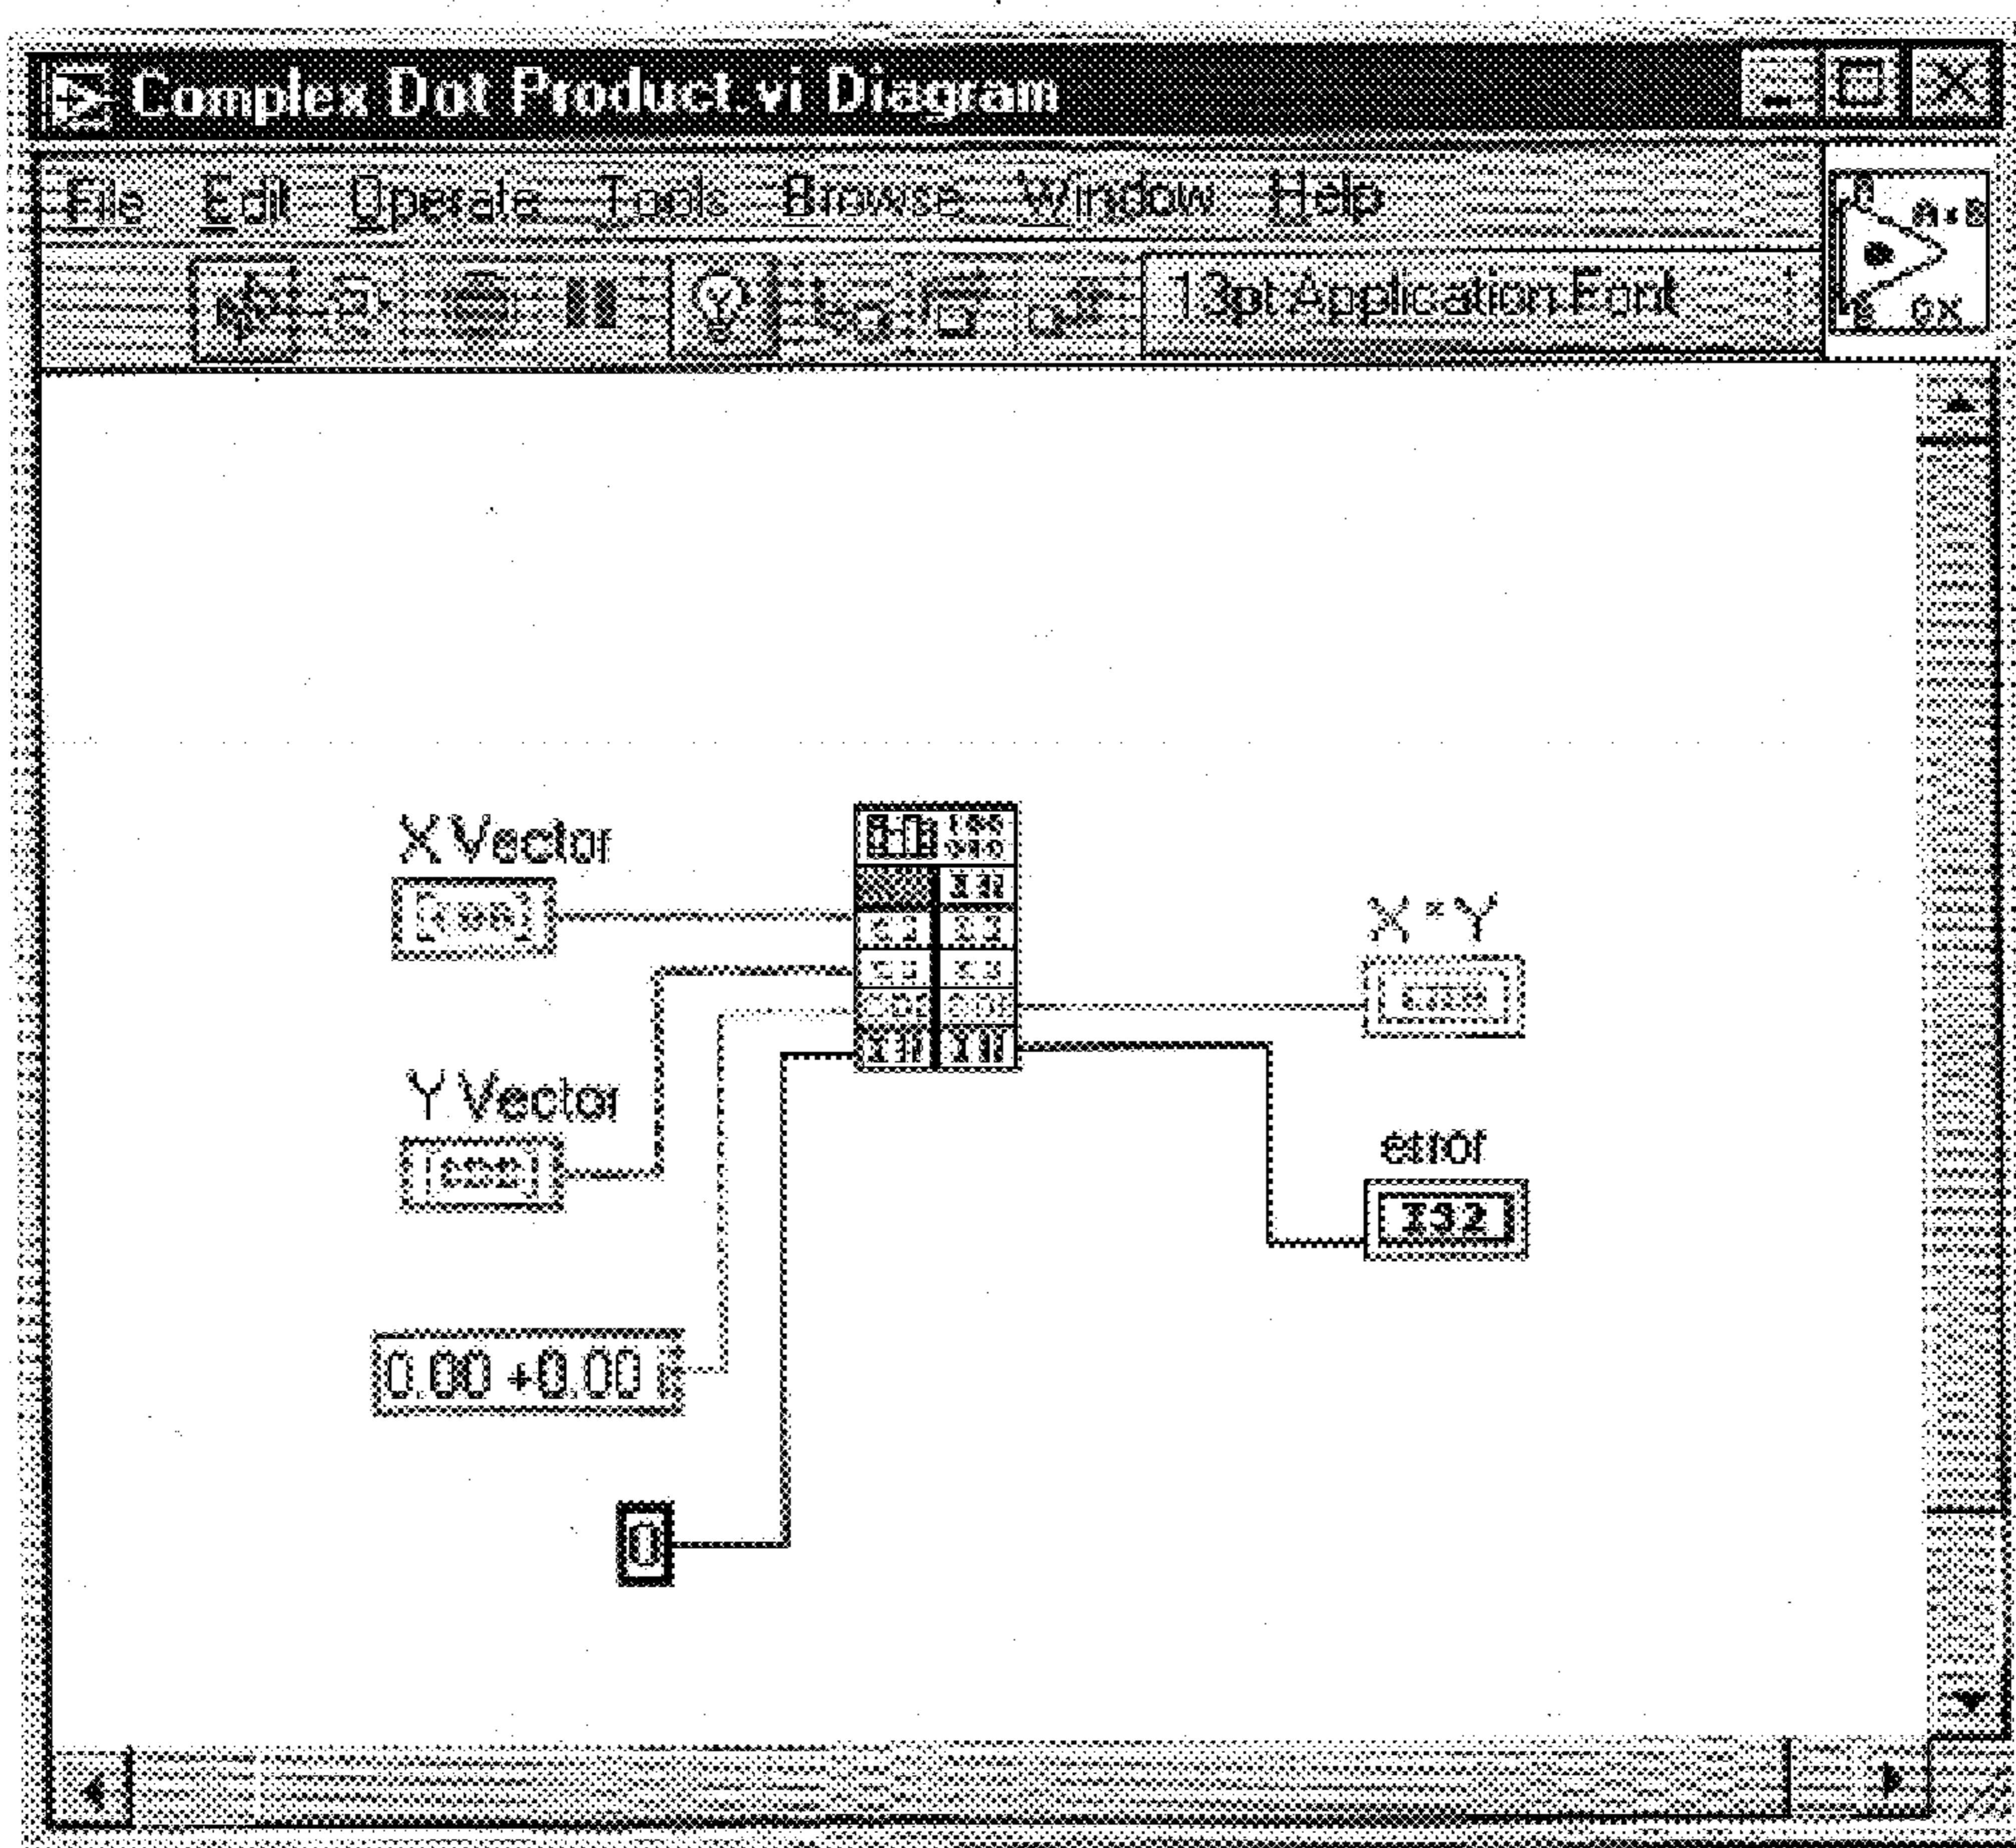 Complex Dot Product.vi Diagram
File Edit Operate Tools Browse Window Help
13pt Application Font
X Vector
X * Y
Y Vector
error
I32
0.00 +0.00 i
0